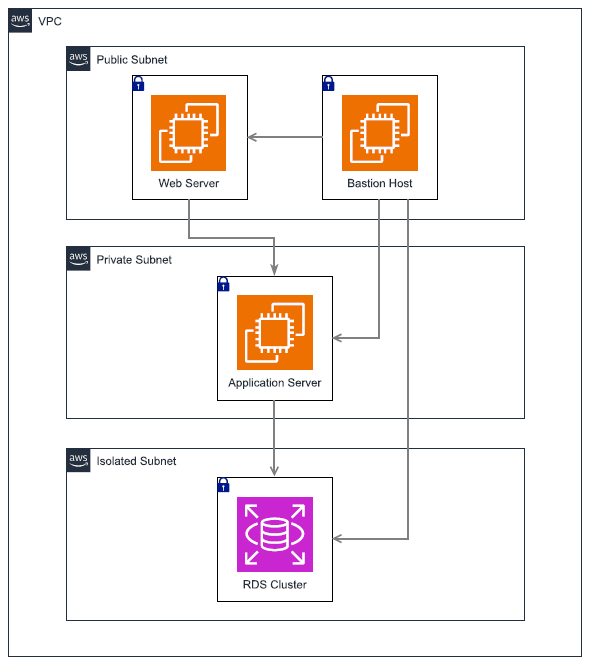 aws VPC
aws Public Subnet
Web Server
Bastion Host
aws Private Subnet
Application Server
aws Isolated Subnet
RDS Cluster